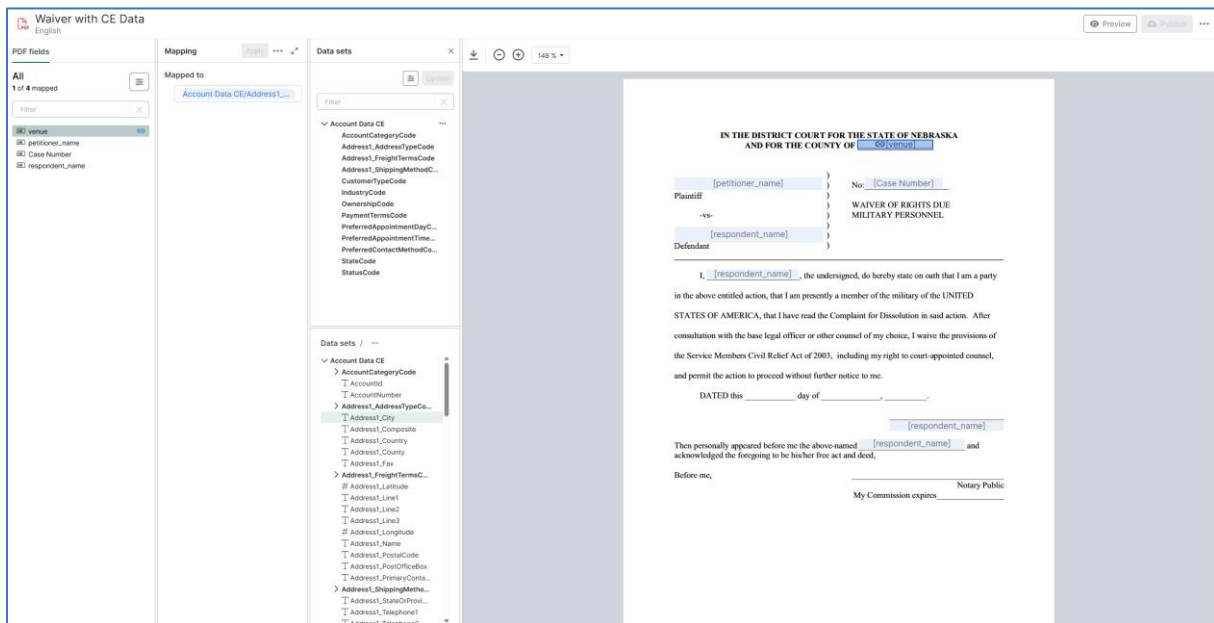 Waiver with CE Data
English
Preview
Publish
PDF fields
All
1 of 4 mapped
Filter
venue
petitioner_name
Case Number
respondent_name
Mapping
Apply
Mapped to
Account Data CE/Address1_...
Data sets
Update
Filter
Account Data CE
AccountCategoryCode
Address1_AddressTypeCode
Address1_FreightTermsCode
Address1_ShippingMethodC...
CustomerTypeCode
IndustryCode
OwnershipCode
PaymentTermsCode
PreferredAppointmentDayC...
PreferredAppointmentTime...
PreferredContactMethodCo...
StateCode
StatusCode
Data sets / ...
Account Data CE
AccountCategoryCode
AccountId
AccountNumber
Address1_AddressTypeCo...
Address1_City
Address1_Composite
Address1_Country
Address1_County
Address1_Fax
Address1_FreightTermsC...
# Address1_Latitude
Address1_Line1
Address1_Line2
Address1_Line3
# Address1_Longitude
Address1_Name
Address1_PostalCode
Address1_PostOfficeBox
Address1_PrimaryConta...
Address1_ShippingMetho...
Address1_StateOrProvi...
Address1_Telephone1
148 %
IN THE DISTRICT COURT FOR THE STATE OF NEBRASKA
AND FOR THE COUNTY OF [venue]
[petitioner_name] )
) No: [Case Number]
Plaintiff )
) WAIVER OF RIGHTS DUE
-vs- ) MILITARY PERSONNEL
)
[respondent_name] )
Defendant )
I, [respondent_name], the undersigned, do hereby state on oath that I am a party
in the above entitled action, that I am presently a member of the military of the UNITED
STATES OF AMERICA, that I have read the Complaint for Dissolution in said action. After
consultation with the base legal officer or other counsel of my choice, I waive the provisions of
the Service Members Civil Relief Act of 2003, including my right to court-appointed counsel,
and permit the action to proceed without further notice to me.
DATED this ____________ day of ______________, __________.
[respondent_name]
Then personally appeared before me the above-named [respondent_name] and
acknowledged the foregoing to be his/her free act and deed,
Before me,
Notary Public
My Commission expires________________